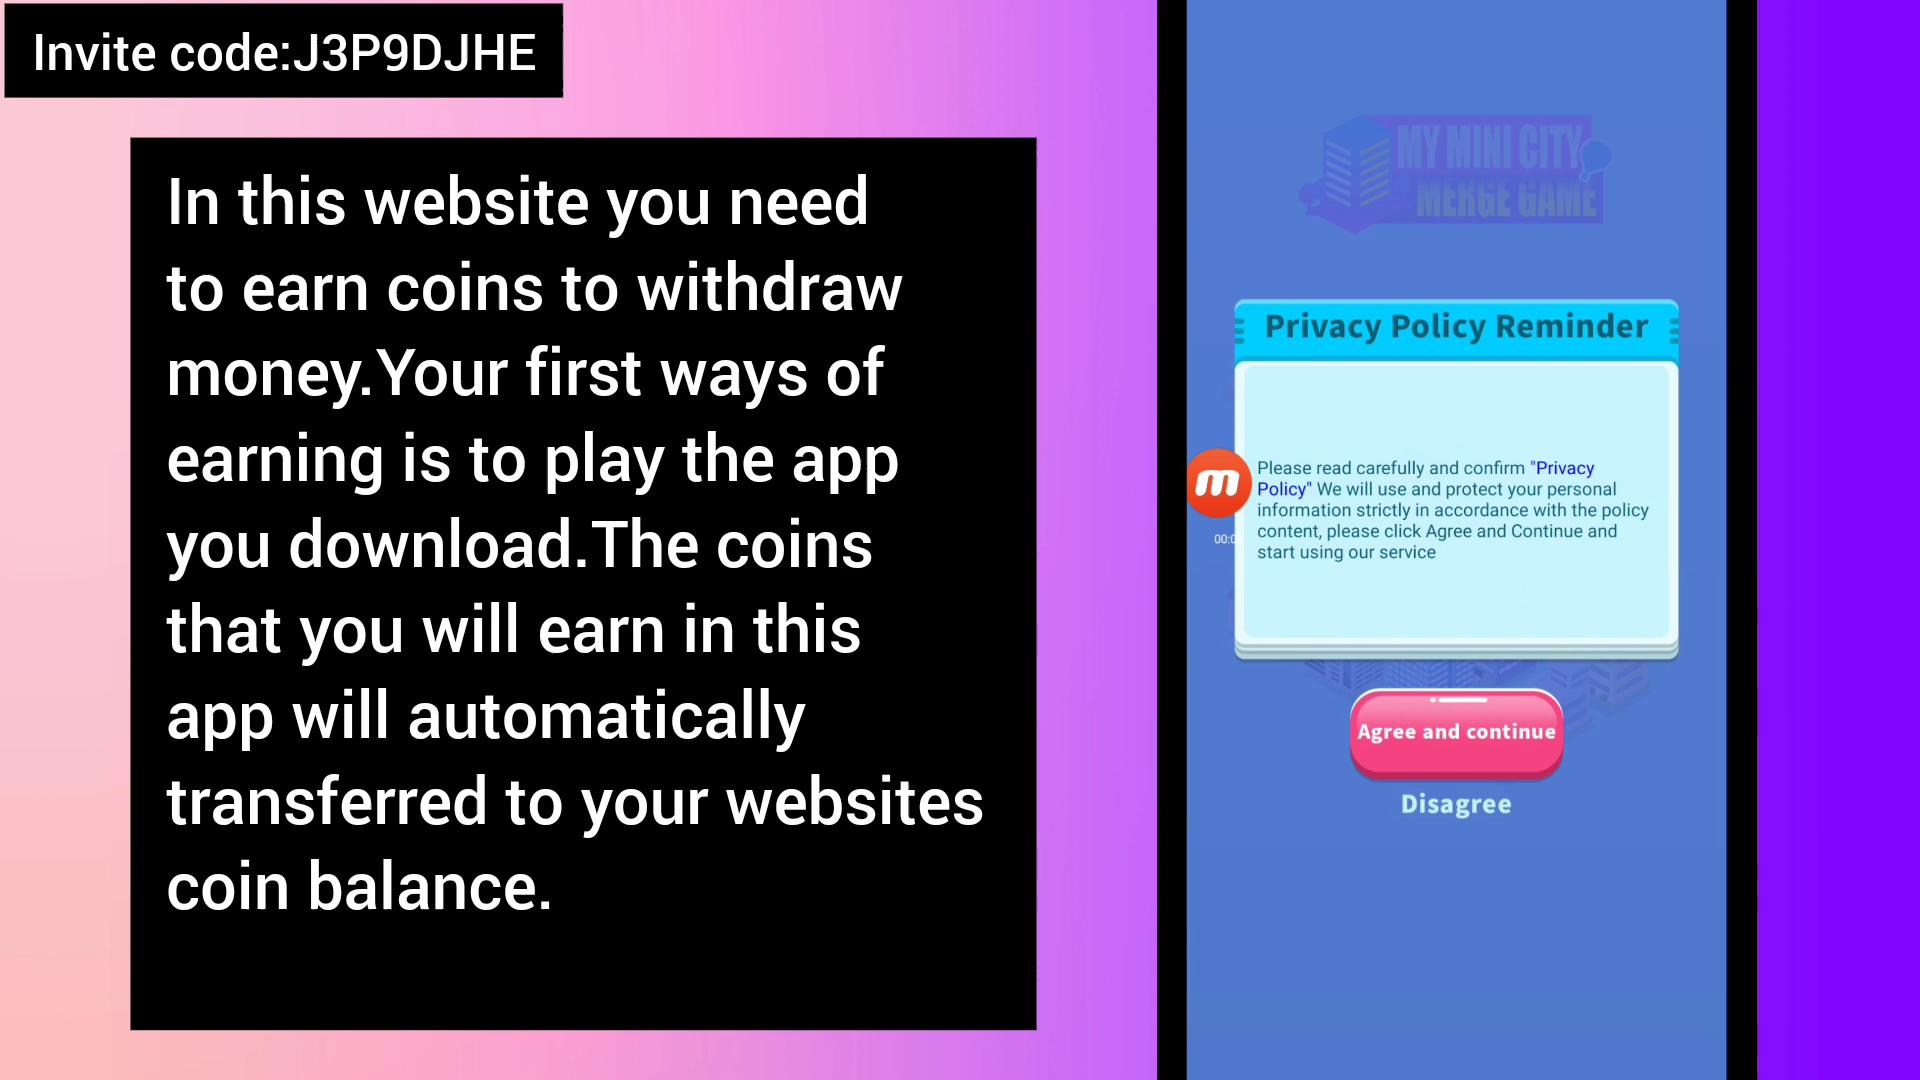 Invite code:J3P9DJHE
In this website you need
to earn coins to withdraw
money.Your first ways of
earning is to play the app
you download.The coins
that you will earn in this
app will automatically
transferred to your websites
coin balance.
MY MINI CITY
MERGE GAME
Privacy Policy Reminder
Please read carefully and confirm "Privacy
Policy" We will use and protect your personal
information strictly in accordance with the policy
content, please click Agree and Continue and
start using our service
Agree and continue
Disagree